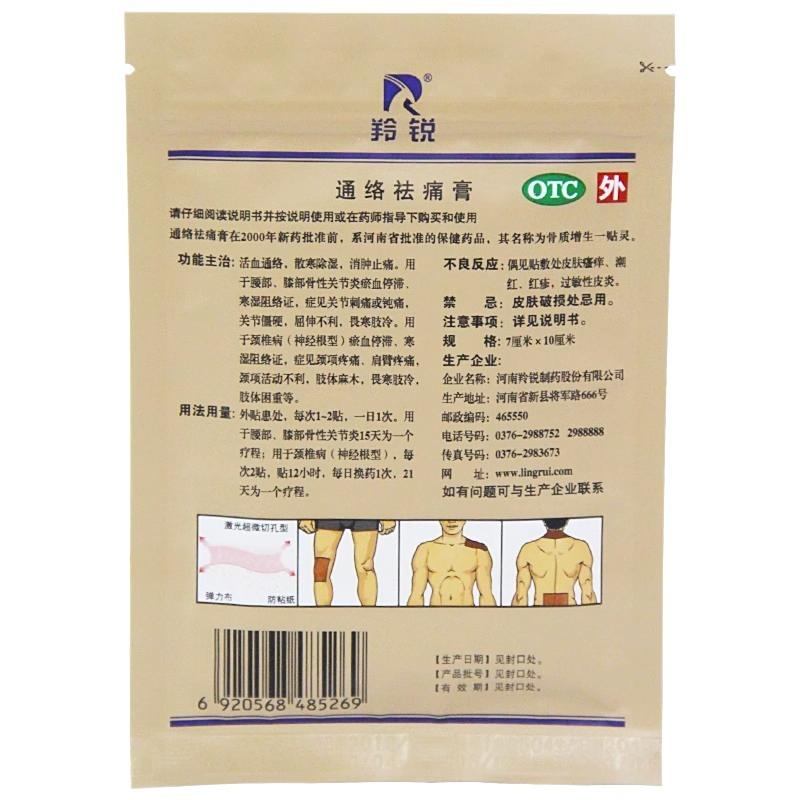 ®
羚锐
通络祛痛膏 OTC 外
请仔细阅读说明书并按说明使用或在药师指导下购买和使用
通络祛痛膏在2000年新药批准前，系河南省批准的保健药品，其名称为骨质增生一贴灵。
功能主治：活血通络，散寒除湿，消肿止痛。用
于腰部、膝部骨性关节炎瘀血停滞、
寒湿阻络证，症见关节刺痛或钝痛，
关节僵硬，屈伸不利，畏寒肢冷。用
于颈椎病（神经根型）瘀血停滞、寒
湿阻络证，症见颈项疼痛、肩臂疼痛，
颈项活动不利，肢体麻木，畏寒肢冷，
肢体困重等。
用法用量：外贴患处，每次1~2贴，一日1次。用
于腰部、膝部骨性关节炎15天为一个
疗程；用于颈椎病（神经根型），每
次2贴，贴12小时，每日换药1次，21
天为一个疗程。
不良反应：偶见贴敷处皮肤瘙痒、潮
红、红疹，过敏性皮炎。
禁 忌：皮肤破损处忌用。
注意事项：详见说明书。
规 格：7厘米×10厘米
生产企业：
企业名称：河南羚锐制药股份有限公司
生产地址：河南省新县将军路666号
邮政编码：465550
电话号码：0376-2988752 2988888
传真号码：0376-2983673
网 址：www.lingrui.com
如有问题可与生产企业联系
激光超微切孔型
弹力布 防粘纸
6 920568 485269
【生产日期】见封口处。
【产品批号】见封口处。
【有 效 期】见封口处。